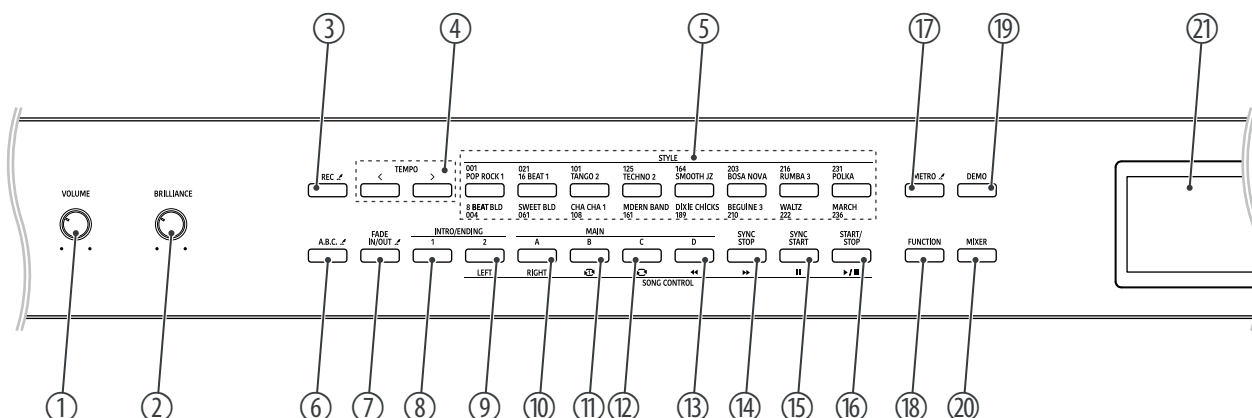 3 4 5 17 19 21
STYLE
REC TEMPO 001 021 101 125 164 203 216 231 METRO DEMO
< > POP ROCK 1 16 BEAT 1 TANGO 2 TECHNO 2 SMOOTH JZ BOSA NOVA RUMBA 3 POLKA
VOLUME BRILLIANCE
8 BEAT BLD SWEET BLD CHA CHA 1 MDERN BAND DIXIE CHICKS BEGUINE 3 WALTZ MARCH
004 061 108 161 189 210 222 236
A.B.C. FADE IN/OUT INTRO/ENDING MAIN SYNC STOP SYNC START START/STOP FUNCTION MIXER
1 2 A B C D
LEFT RIGHT
SONG CONTROL
1 2 6 7 8 9 10 11 12 13 14 15 16 18 20